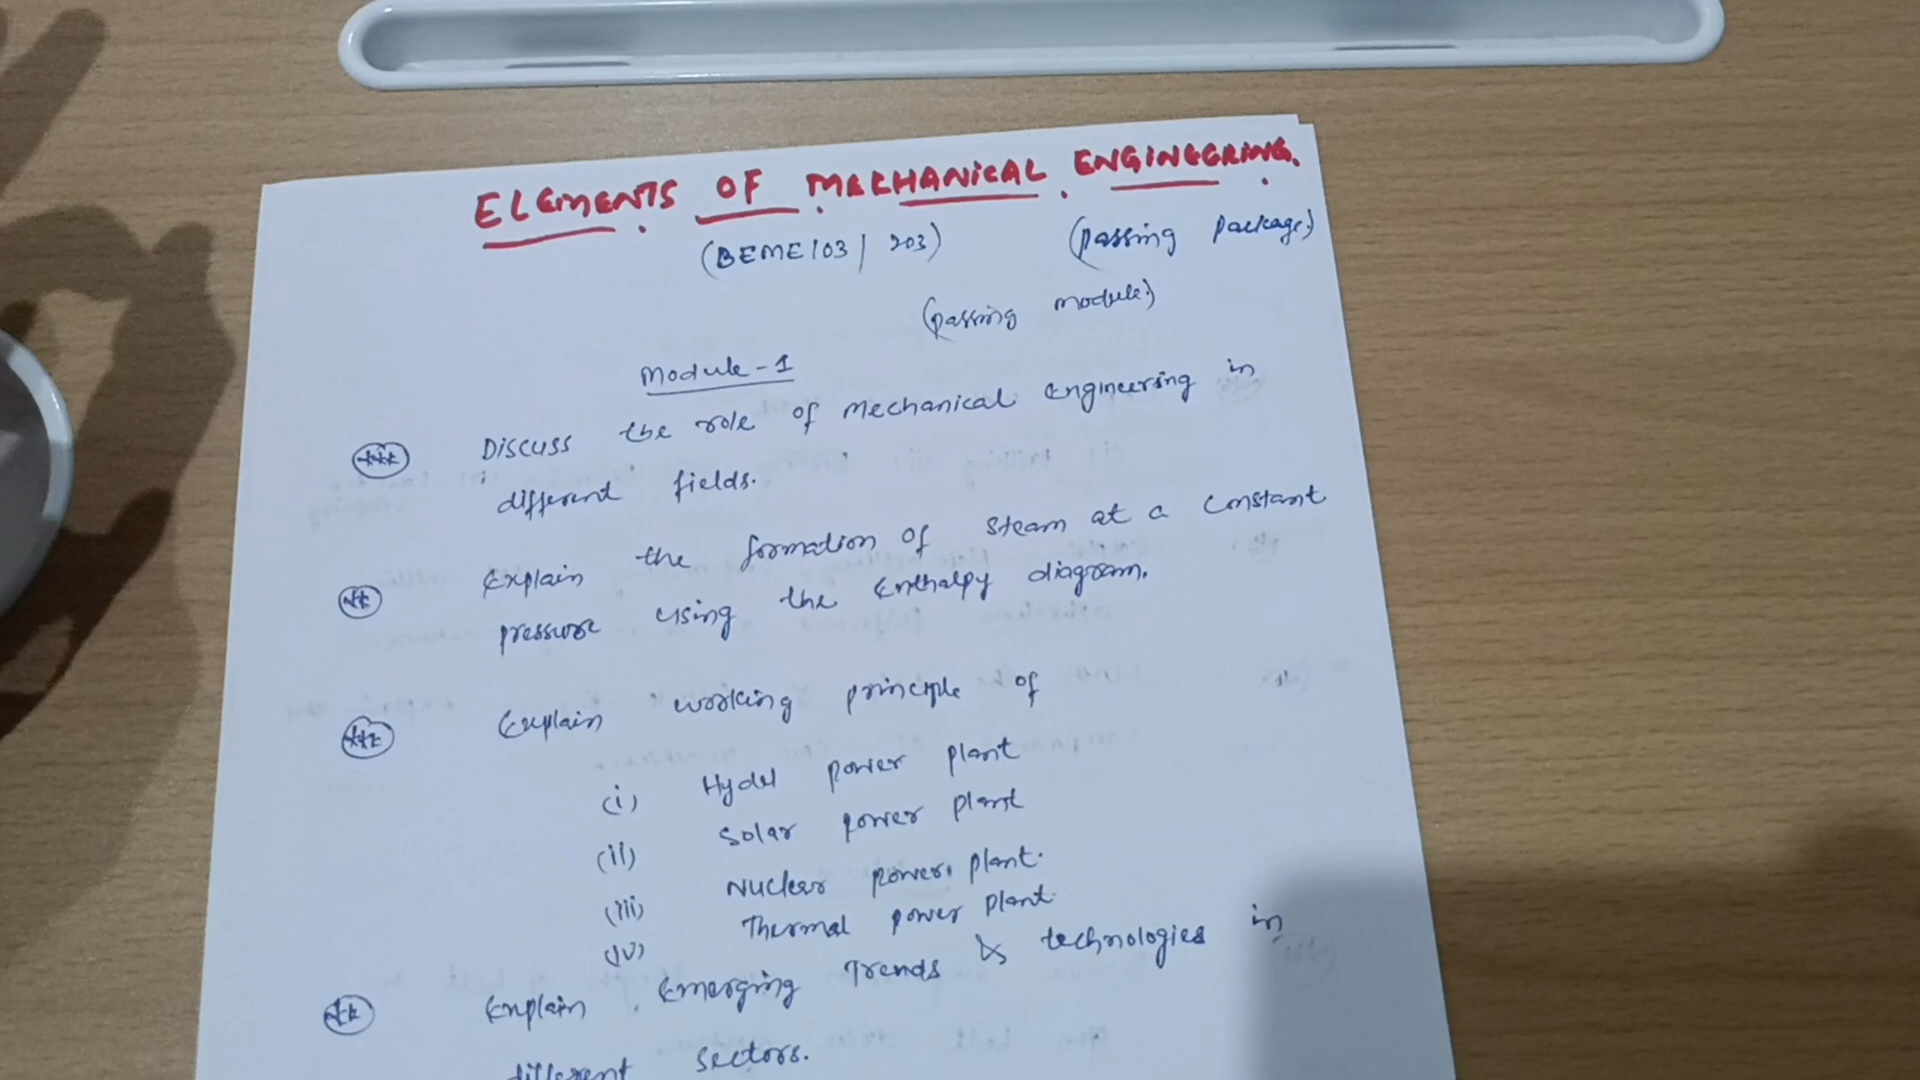 ELEMENTS OF MECHANICAL ENGINEERING.
(BEME103/203) (passing package)
(passing module)
Module-1
*** Discuss the role of Mechanical Engineering in
different fields.
** Explain the formation of steam at a constant
pressure using the Enthalpy diagram.
*** Explain working principle of
(i) Hydel power plant
(ii) Solar power plant
(iii) Nuclear power plant.
(iv) Thermal power plant.
** Explain Emerging Trends & technologies in
different sectors.